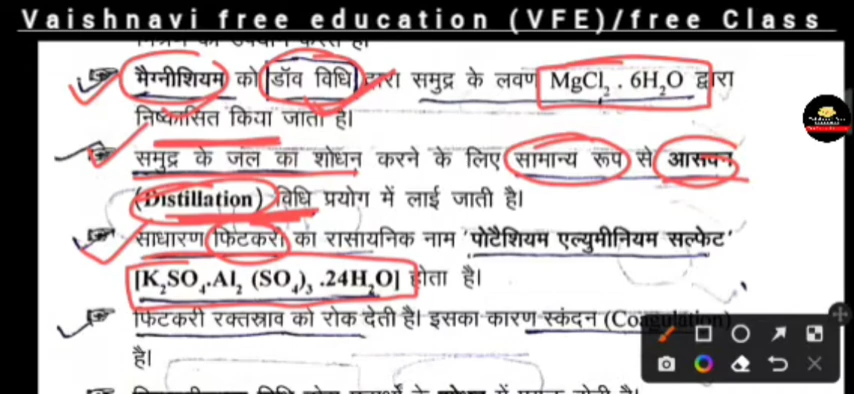 Vaishnavi free education (VFE)/free Class
मैग्नीशियम को डॉव विधि द्वारा समुद्र के लवण MgCl₂ . 6H₂O द्वारा
निष्कासित किया जाता है।
समुद्र के जल का शोधन करने के लिए सामान्य रूप से आसवन
(Distillation) विधि प्रयोग में लाई जाती है।
साधारण फिटकरी का रासायनिक नाम 'पोटैशियम एल्युमीनियम सल्फेट'
[K₂SO₄.Al₂ (SO₄)₃ .24H₂O] होता है।
फिटकरी रक्तस्राव को रोक देती है। इसका कारण स्कंदन (Coagulation)
है।